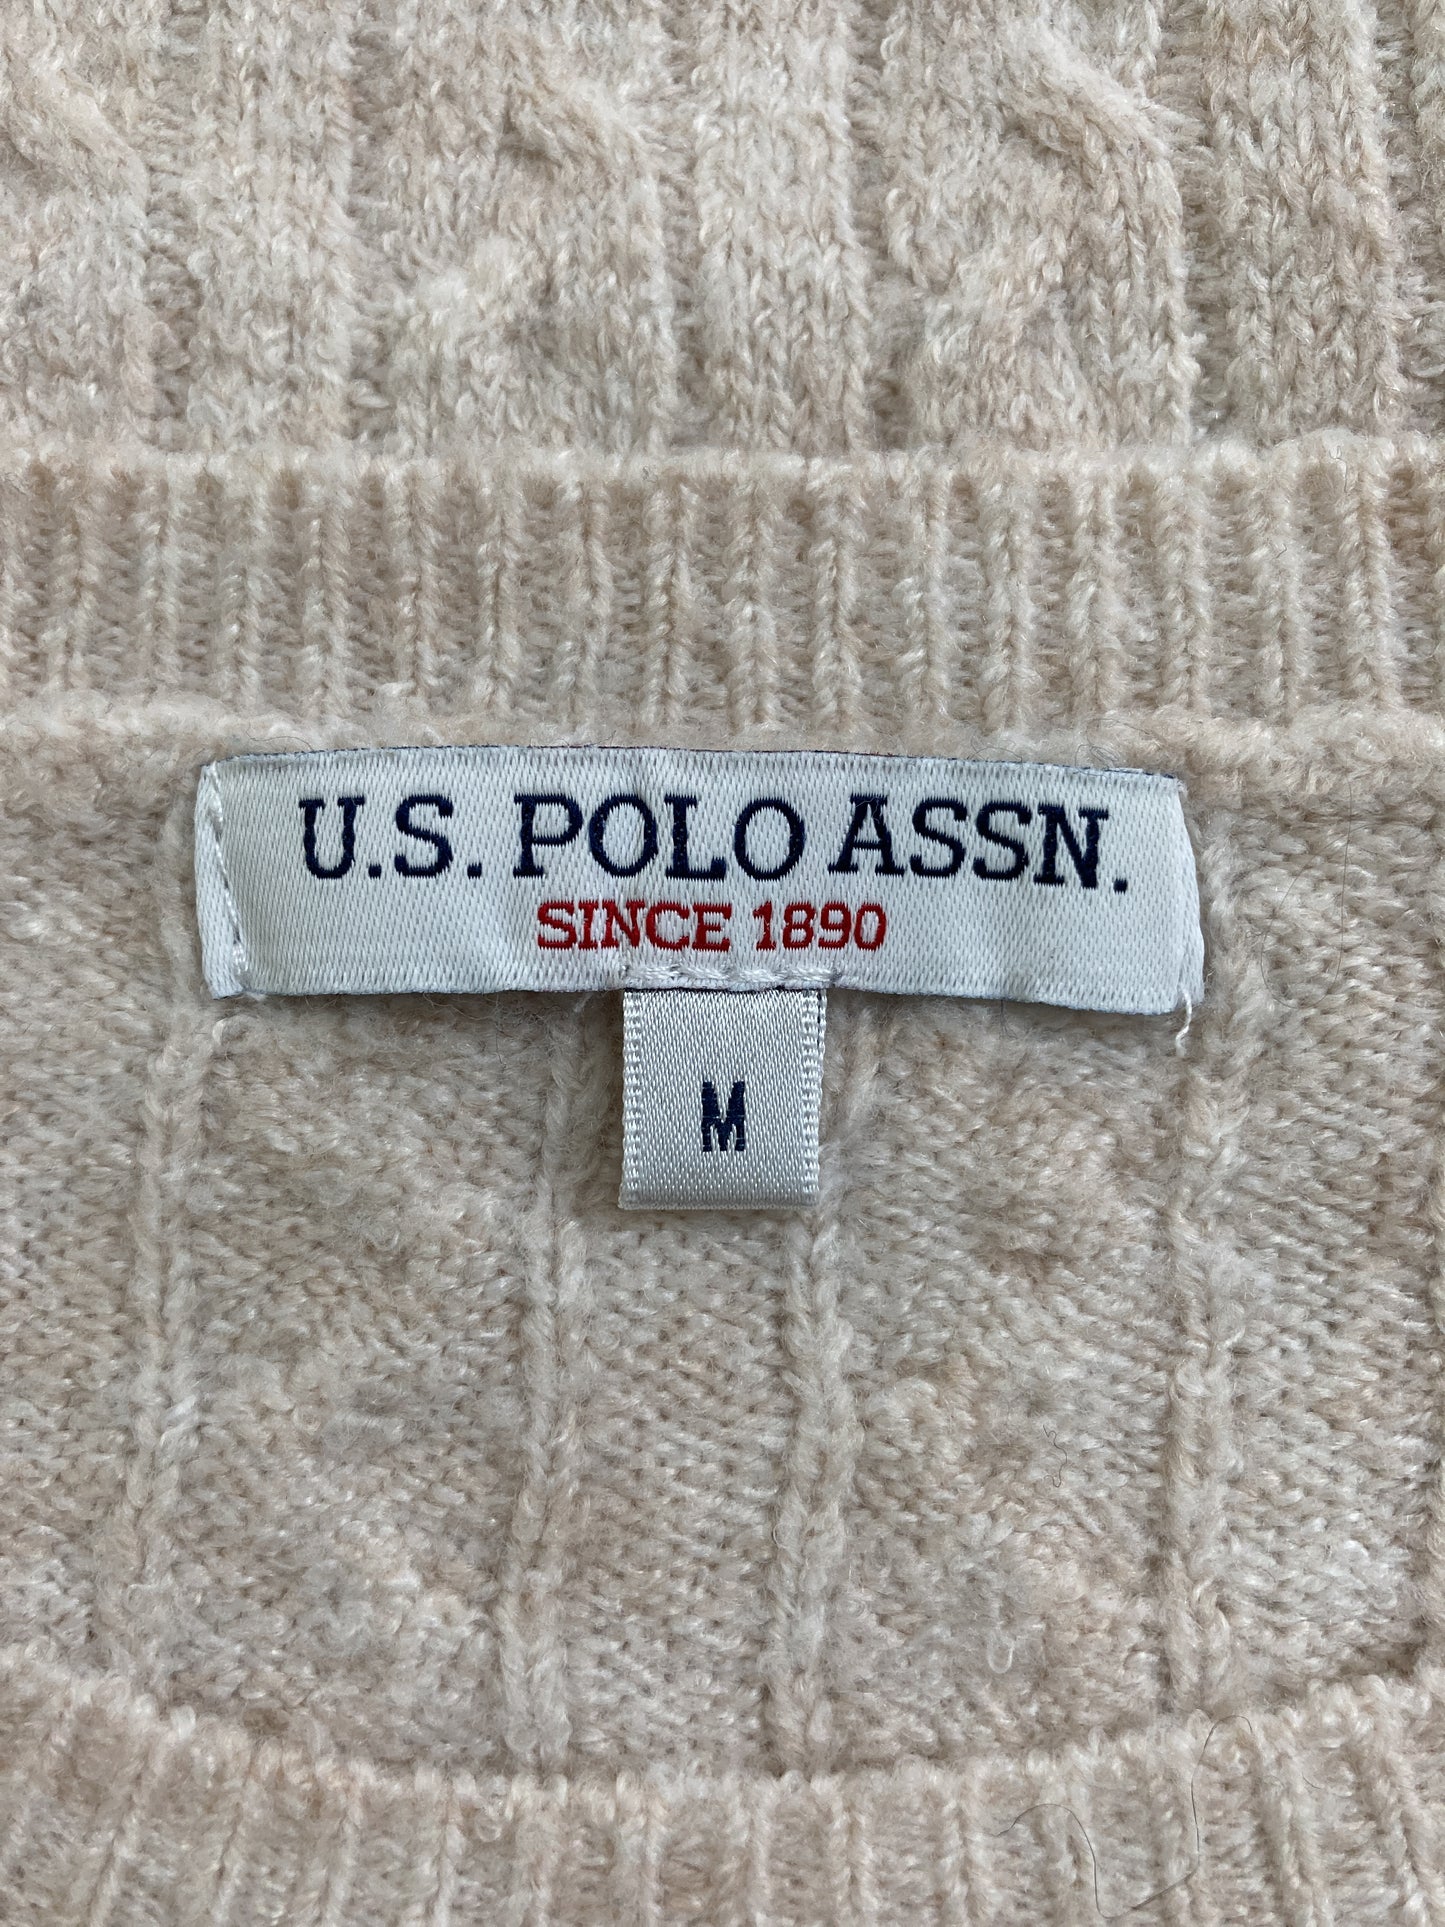 U.S. POLO ASSN.
SINCE 1890
M